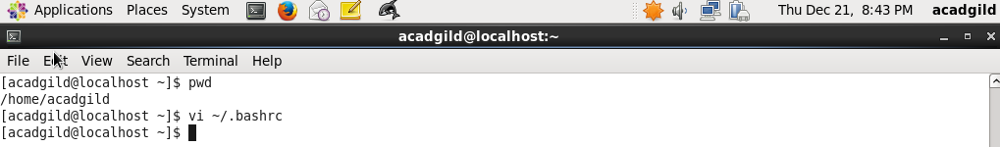 Applications Places System Thu Dec 21, 8:43 PM acadgild
acadgild@localhost:~
File Edit View Search Terminal Help
[acadgild@localhost ~]$ pwd
/home/acadgild
[acadgild@localhost ~]$ vi ~/.bashrc
[acadgild@localhost ~]$